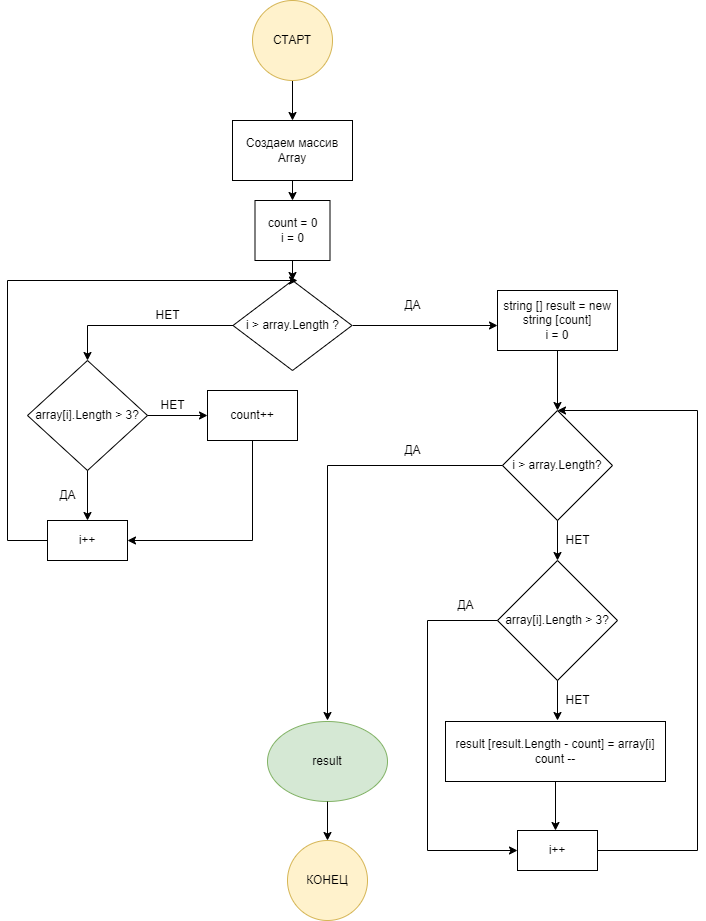 СТАРТ
Создаем массив
Array
count = 0
i = 0
i > array.Length ?
НЕТ
ДА
array[i].Length > 3?
НЕТ
count++
ДА
i++
string [] result = new
string [count]
i = 0
i > array.Length?
ДА
НЕТ
array[i].Length > 3?
ДА
НЕТ
result [result.Length - count] = array[i]
count --
i++
result
КОНЕЦ